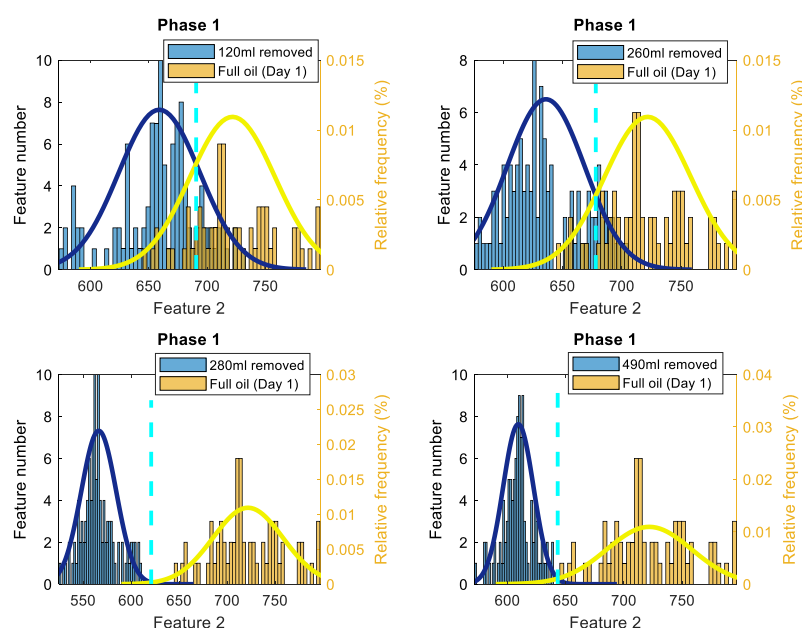 Phase 1
120ml removed
Full oil (Day 1)
10
8
6
4
2
0
Feature number
600
650
700
750
Feature 2
0.015
0.01
0.005
0
Relative frequency (%)
Phase 1
260ml removed
Full oil (Day 1)
8
6
4
2
0
Feature number
600
650
700
750
Feature 2
0.015
0.01
0.005
0
Relative frequency (%)
Phase 1
280ml removed
Full oil (Day 1)
10
8
6
4
2
0
Feature number
550
600
650
700
750
Feature 2
0.03
0.025
0.02
0.015
0.01
0.005
0
Relative frequency (%)
Phase 1
490ml removed
Full oil (Day 1)
10
8
6
4
2
0
Feature number
600
650
700
750
Feature 2
0.04
0.03
0.02
0.01
0
Relative frequency (%)